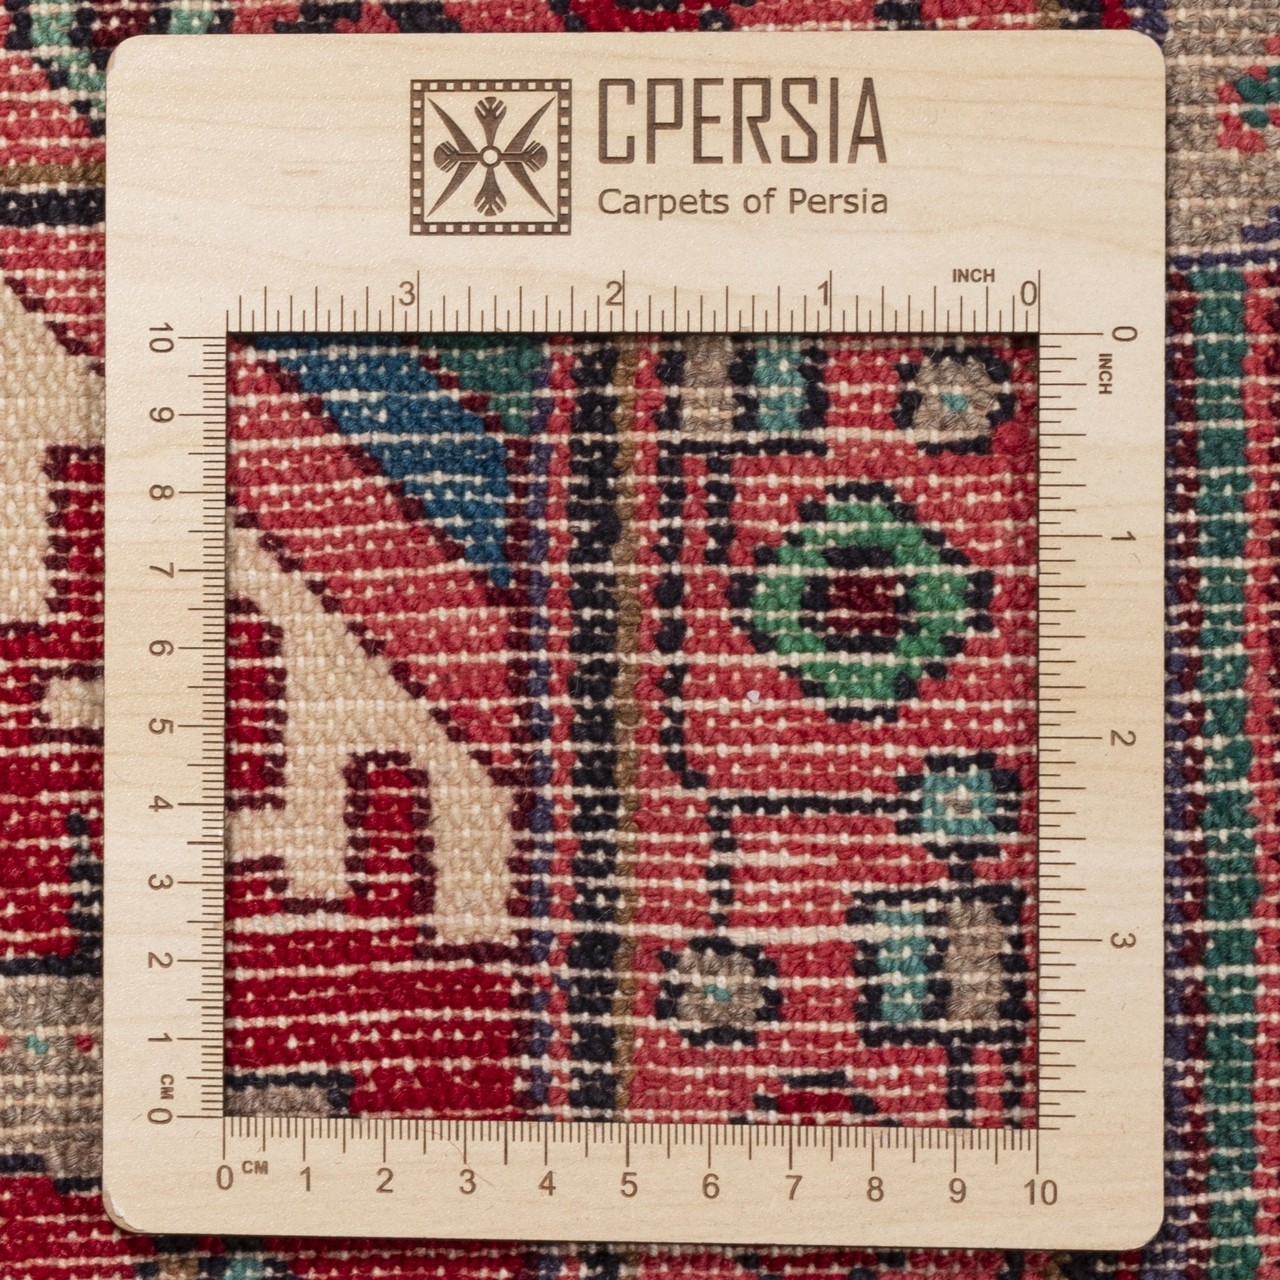 CPERSIA
Carpets of Persia
INCH
3 2 1 0
10 9 8 7 6 5 4 3 2 1 CM 0
0 INCH 1 2 3
0 CM 1 2 3 4 5 6 7 8 9 10